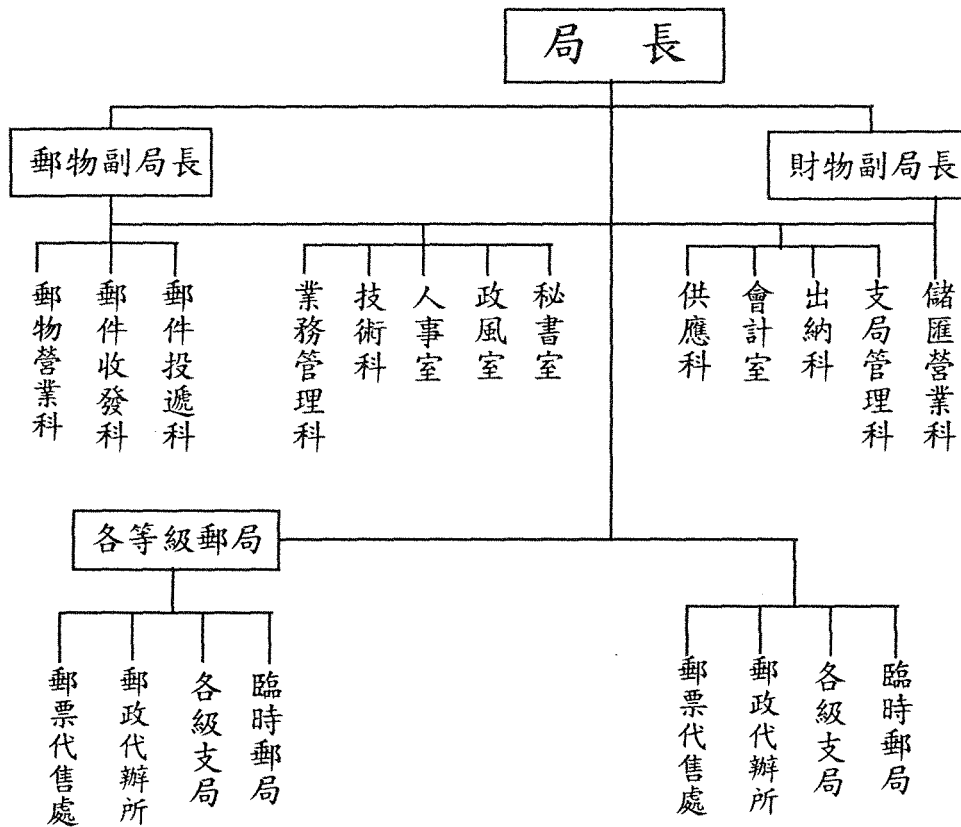 局　長
郵物副局長
財物副局長
郵物營業科
郵件收發科
郵件投遞科
業務管理科
技術科
人事室
政風室
秘書室
供應科
會計室
出納科
支局管理科
儲匯營業科
各等級郵局
郵票代售處
郵政代辦所
各級支局
臨時郵局
郵票代售處
郵政代辦所
各級支局
臨時郵局